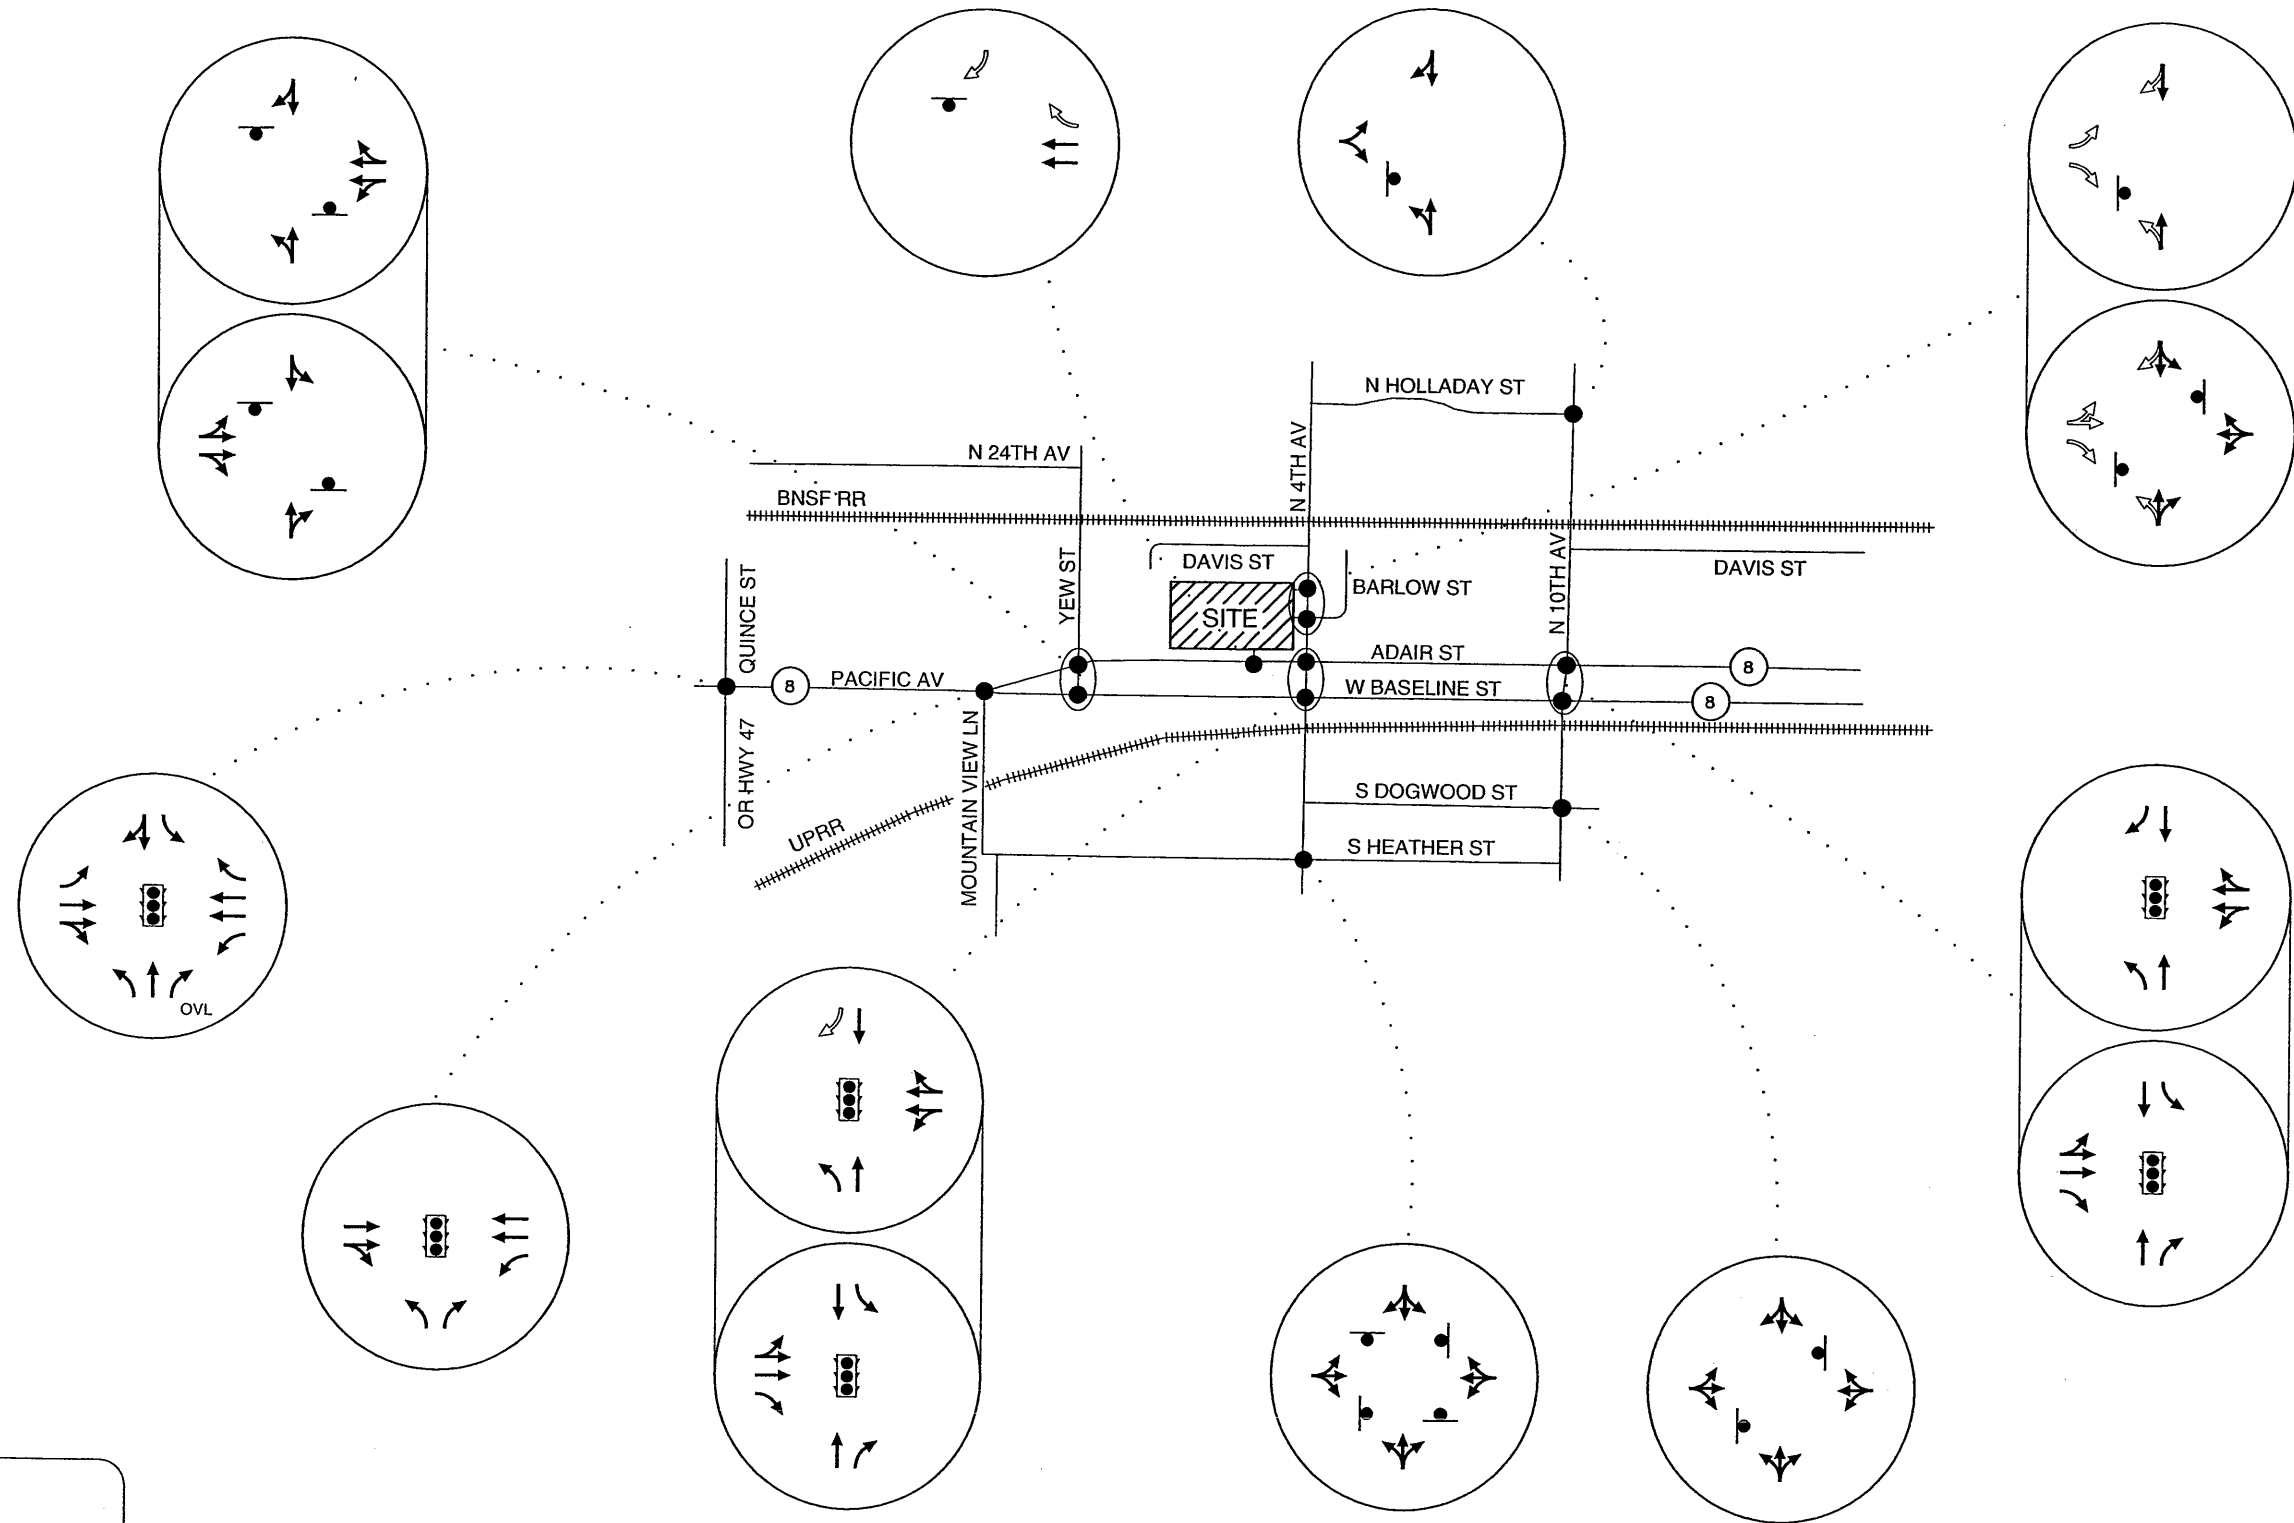 N HOLLADAY ST
N 24TH AV
N 4TH AV
BNSF RR
DAVIS ST
N 10TH AV
DAVIS ST
YEW ST
QUINCE ST
BARLOW ST
SITE
ADAIR ST
8
8
PACIFIC AV
W BASELINE ST
8
OR HWY 47
MOUNTAIN VIEW LN
S DOGWOOD ST
UPRR
S HEATHER ST
OVL